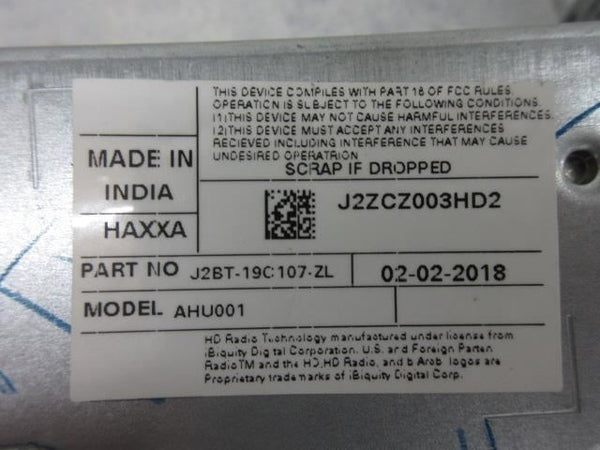 THIS DEVICE COMPILES WITH PART 16 OF FCC RULES.
OPERATION IS SLBJECT TO THE FOLLOWING CONDITIONS.
(1)THIS DEVICE MAY NOT CAUSE HARMFUL INTERFERENCES
(2)THIS DEVICE MUST ACCEPT ANY INTERFERENCES
RECIEVED INCLUDING INTERFERENCE THAT MAY CAUSE
UNDESIRED OPERATRION
SCRAP IF DROPPED
MADE IN
INDIA
J2ZCZ003HD2
HAXXA
PART NO J2BT-19C107-ZL 02-02-2018
MODEL AHU001
HD Radio Technology manufactured under license from
iBiquity Digital Corporation. U.S. and Foreign Parten
RadioTM and the HD,HD Radio, and b Arob logos are
Proprietary trademarks of iBiquity Digital Corp.